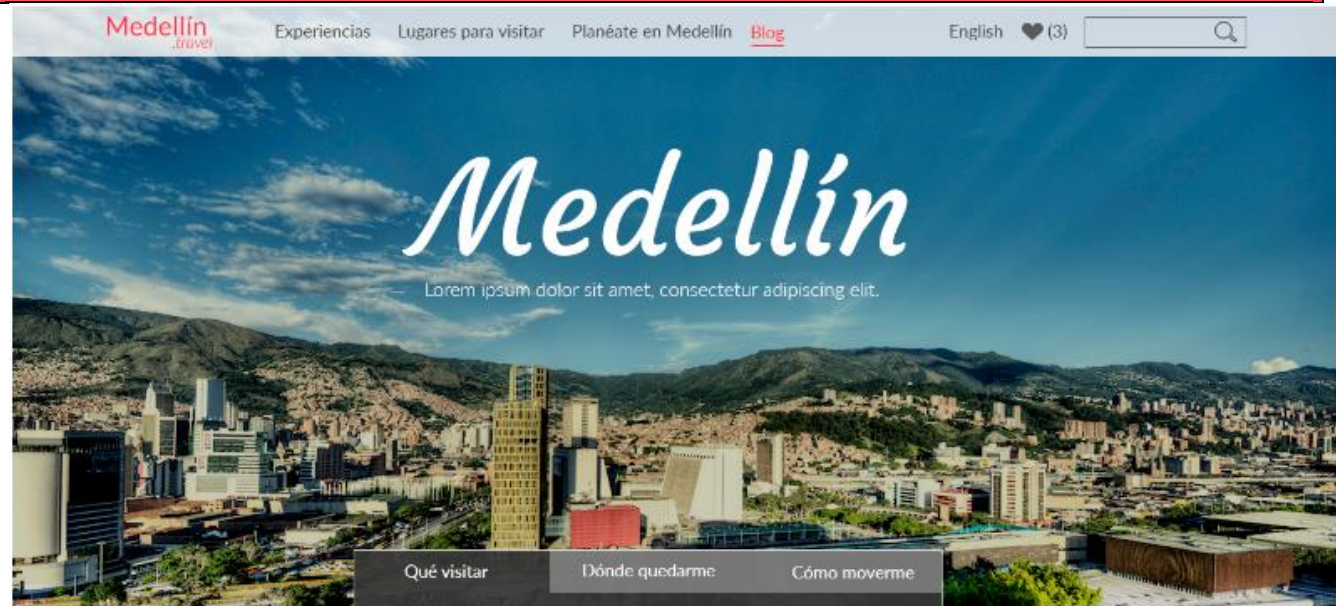 Medellín
.travel
Experiencias Lugares para visitar Planéate en Medellín Blog English (3)
Medellín
Lorem ipsum dolor sit amet, consectetur adipiscing elit.
Qué visitar Dónde quedarme Cómo moverme